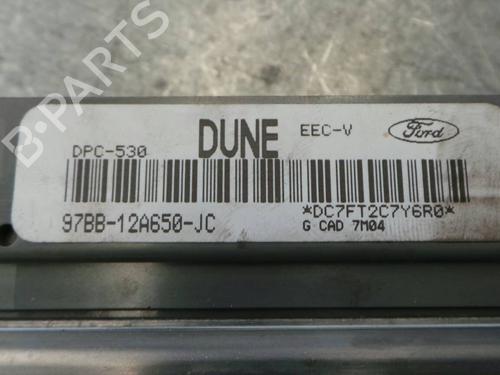 DPC-530 DUNE EEC-V Ford
97BB-12A650-JC *DC7FT2C7Y6R0*
G CAD 7M04
B-PARTS